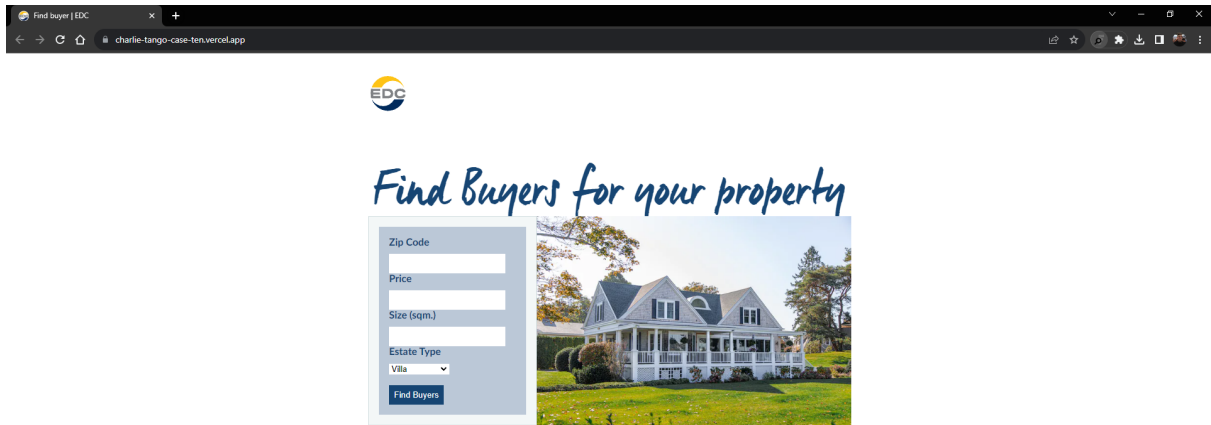 Find buyer | EDC
charlie-tango-case-ten.vercel.app
EDC
Find Buyers for your property
Zip Code
Price
Size (sqm.)
Estate Type
Villa
Find Buyers